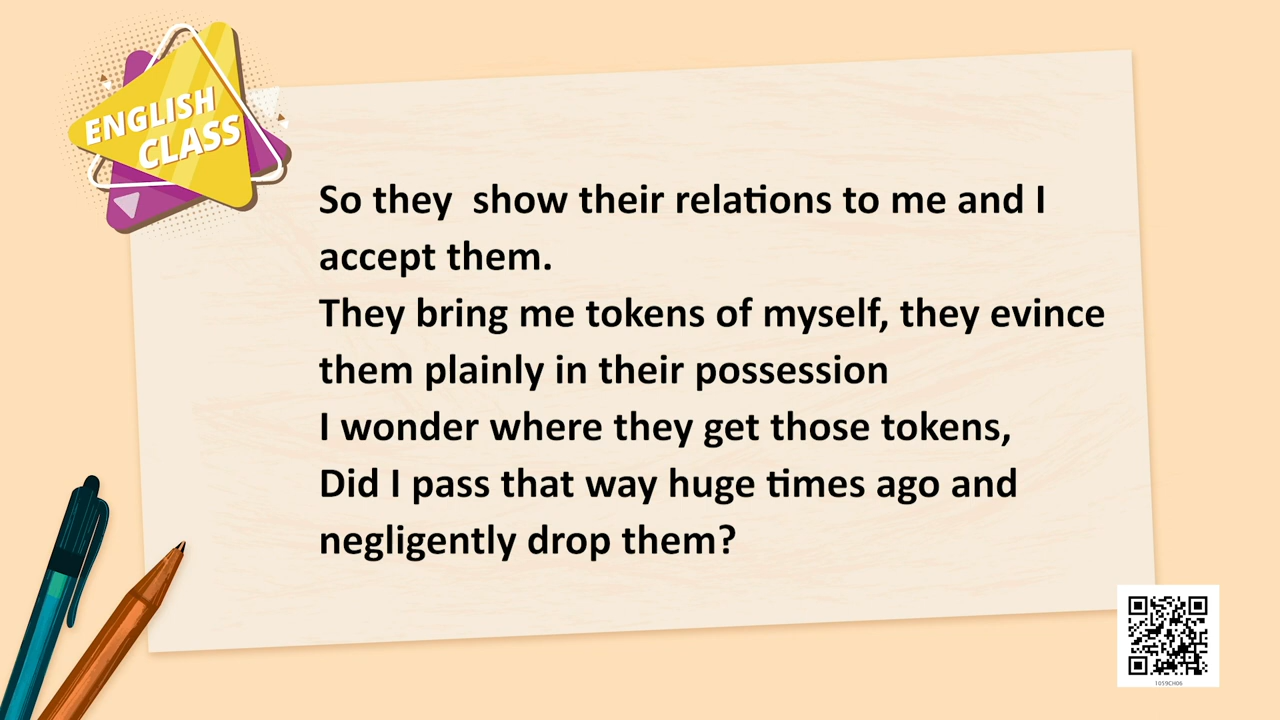 ENGLISH
CLASS
So they show their relations to me and I
accept them.
They bring me tokens of myself, they evince
them plainly in their possession
I wonder where they get those tokens,
Did I pass that way huge times ago and
negligently drop them?
1059CH06